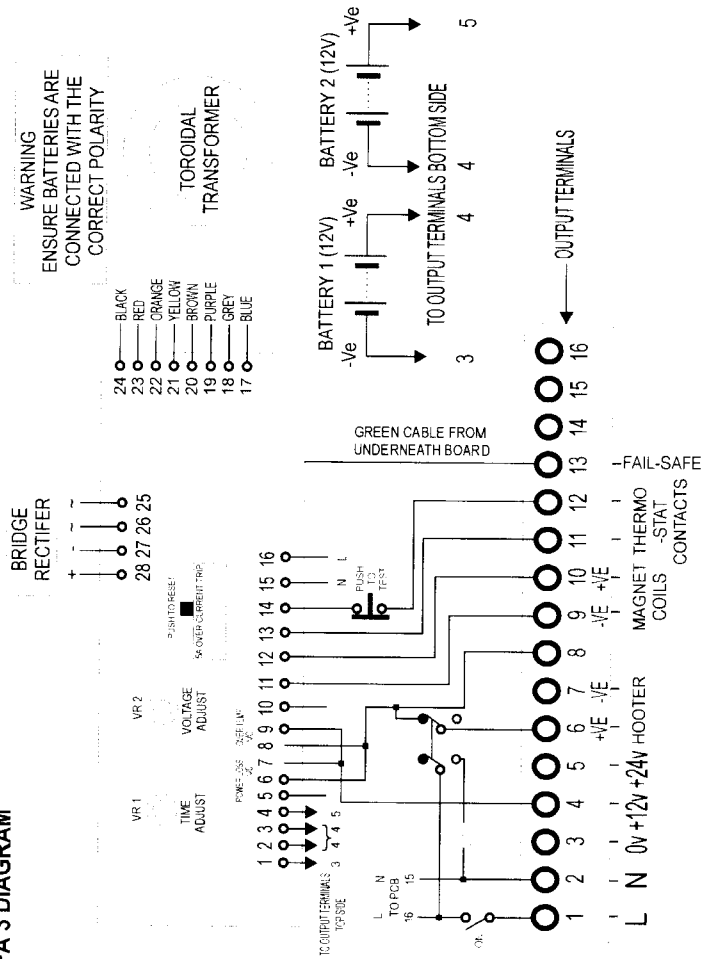 PA 3 DIAGRAM
WARNING
ENSURE BATTERIES ARE
CONNECTED WITH THE
CORRECT POLARITY
TOROIDAL
TRANSFORMER
BRIDGE
RECTIFER
+ - ~ ~
28 27 26 25
24 BLACK
23 RED
22 ORANGE
21 YELLOW
20 BROWN
19 PURPLE
18 GREY
17 BLUE
VR 1
TIME
ADJUST
VR 2
VOLTAGE
ADJUST
PUSH TO RESET
5A OVER CURRENT TRIP
POWER LOSS
OVER TEMP
1 2 3 4 5 6 7 8 9 10 11 12 13 14 15 16
3 4 4 5
TO OUTPUT TERMINALS
TOP SIDE
N L
PUSH
TO
TEST
GREEN CABLE FROM
UNDERNEATH BOARD
BATTERY 1 (12V)
-Ve +Ve
3 4
BATTERY 2 (12V)
-Ve +Ve
4 5
TO OUTPUT TERMINALS BOTTOM SIDE
L N
TO PCB
16 15
ON
OUTPUT TERMINALS
1 2 3 4 5 6 7 8 9 10 11 12 13 14 15 16
L N 0v +12v +24v
+VE -VE
HOOTER
-VE +VE
MAGNET
COILS
THERMO
-STAT
CONTACTS
FAIL-SAFE